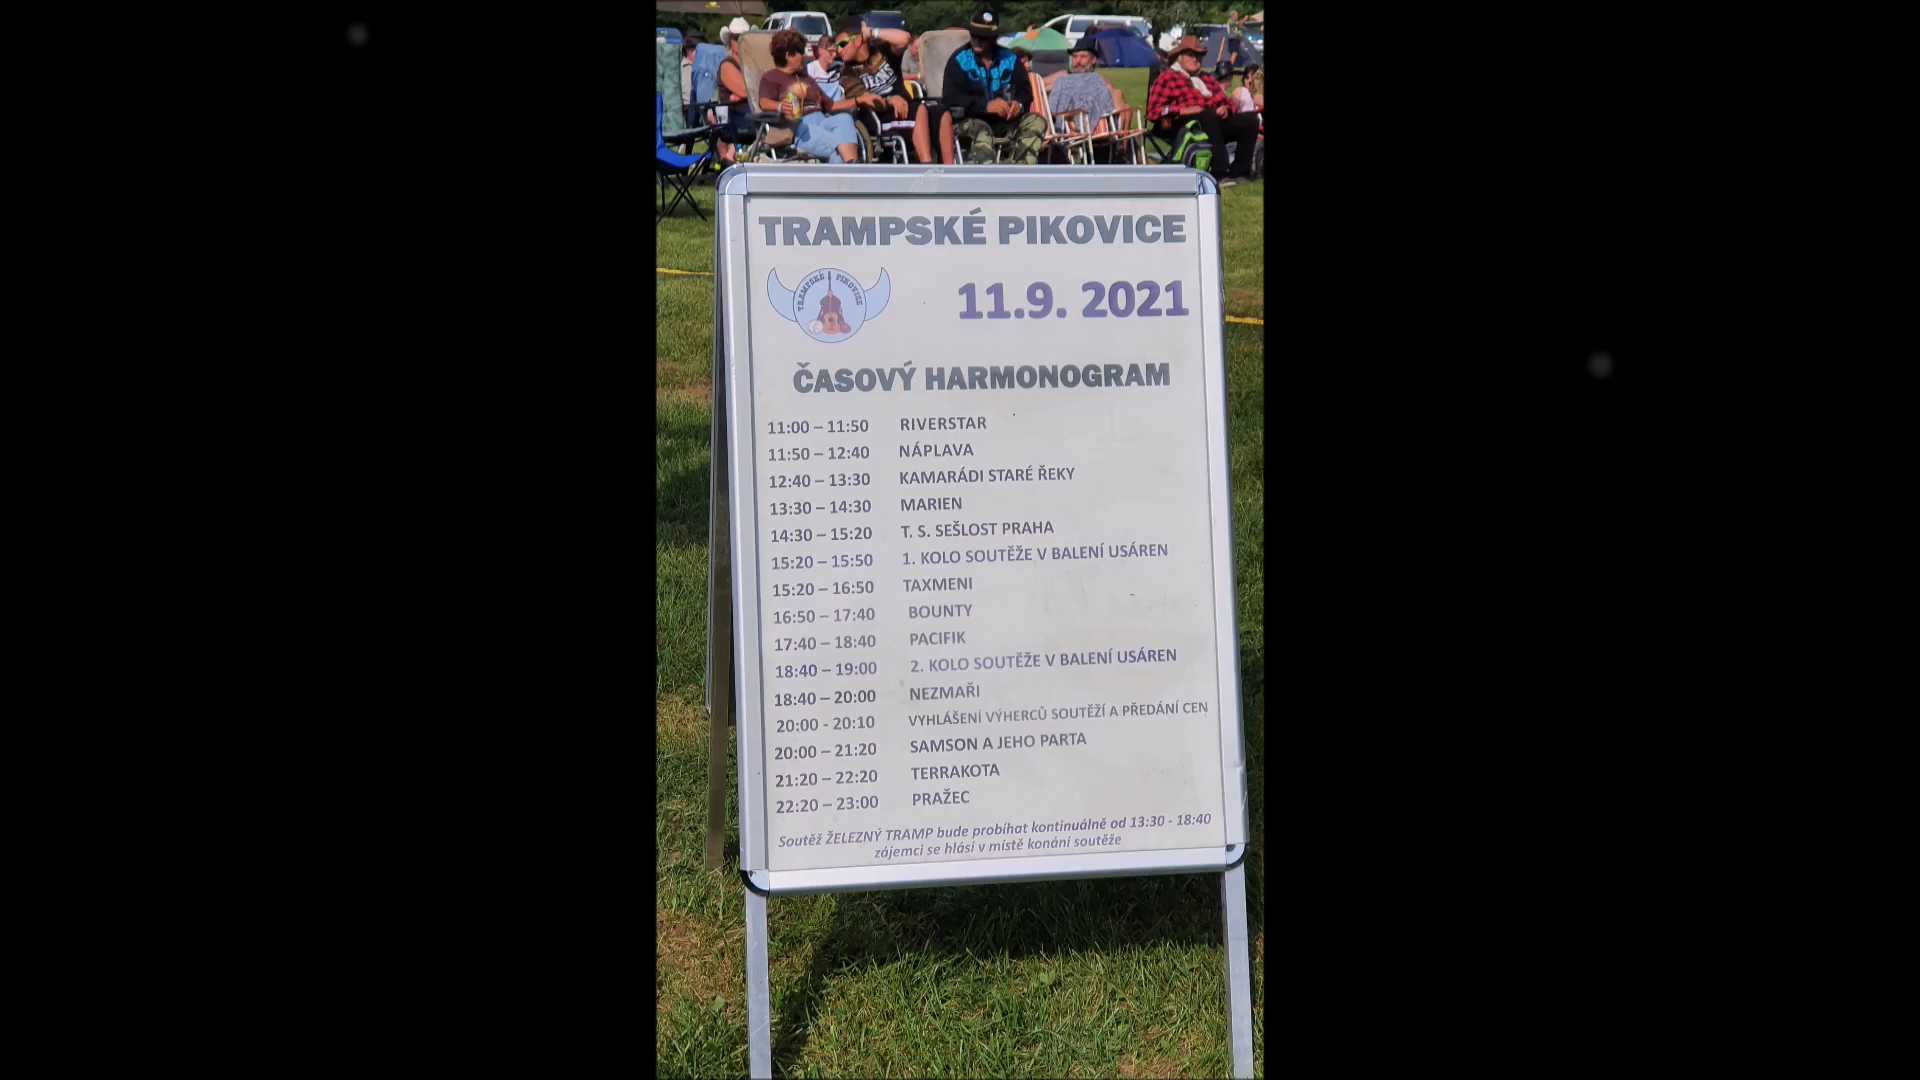 TRAMPSKÉ PIKOVICE
TRAMPSKÉ PIKOVICE
11.9. 2021
ČASOVÝ HARMONOGRAM
11:00 – 11:50 RIVERSTAR
11:50 – 12:40 NÁPLAVA
12:40 – 13:30 KAMARÁDI STARÉ ŘEKY
13:30 – 14:30 MARIEN
14:30 – 15:20 T. S. SEŠLOST PRAHA
15:20 – 15:50 1. KOLO SOUTĚŽE V BALENÍ USÁREN
15:20 – 16:50 TAXMENI
16:50 – 17:40 BOUNTY
17:40 – 18:40 PACIFIK
18:40 – 19:00 2. KOLO SOUTĚŽE V BALENÍ USÁREN
18:40 – 20:00 NEZMAŘI
20:00 - 20:10 VYHLÁŠENÍ VÝHERCŮ SOUTĚŽÍ A PŘEDÁNÍ CEN
20:00 – 21:20 SAMSON A JEHO PARTA
21:20 – 22:20 TERRAKOTA
22:20 – 23:00 PRAŽEC
Soutěž ŽELEZNÝ TRAMP bude probíhat kontinuálně od 13:30 - 18:40
zájemci se hlásí v místě konání soutěže